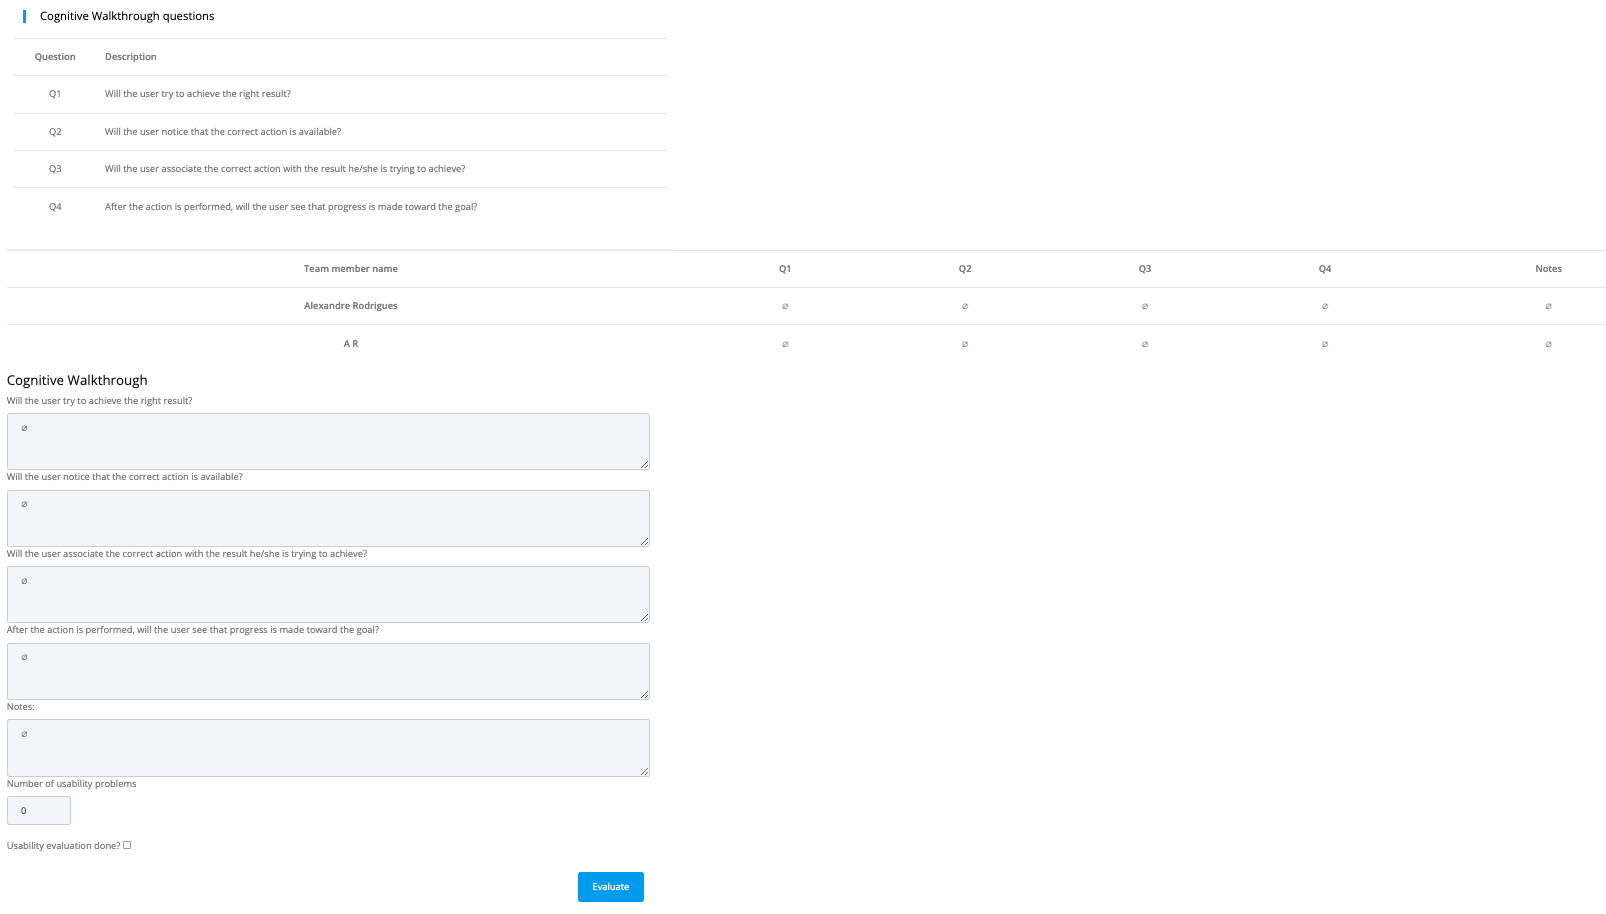 Cognitive Walkthrough questions
Question Description
Q1 Will the user try to achieve the right result?
Q2 Will the user notice that the correct action is available?
Q3 Will the user associate the correct action with the result he/she is trying to achieve?
Q4 After the action is performed, will the user see that progress is made toward the goal?
Team member name Q1 Q2 Q3 Q4 Notes
Alexandre Rodrigues ∅ ∅ ∅ ∅ ∅
A R ∅ ∅ ∅ ∅ ∅
Cognitive Walkthrough
Will the user try to achieve the right result?
∅
Will the user notice that the correct action is available?
∅
Will the user associate the correct action with the result he/she is trying to achieve?
∅
After the action is performed, will the user see that progress is made toward the goal?
∅
Notes:
∅
Number of usability problems
0
Usability evaluation done?
Evaluate